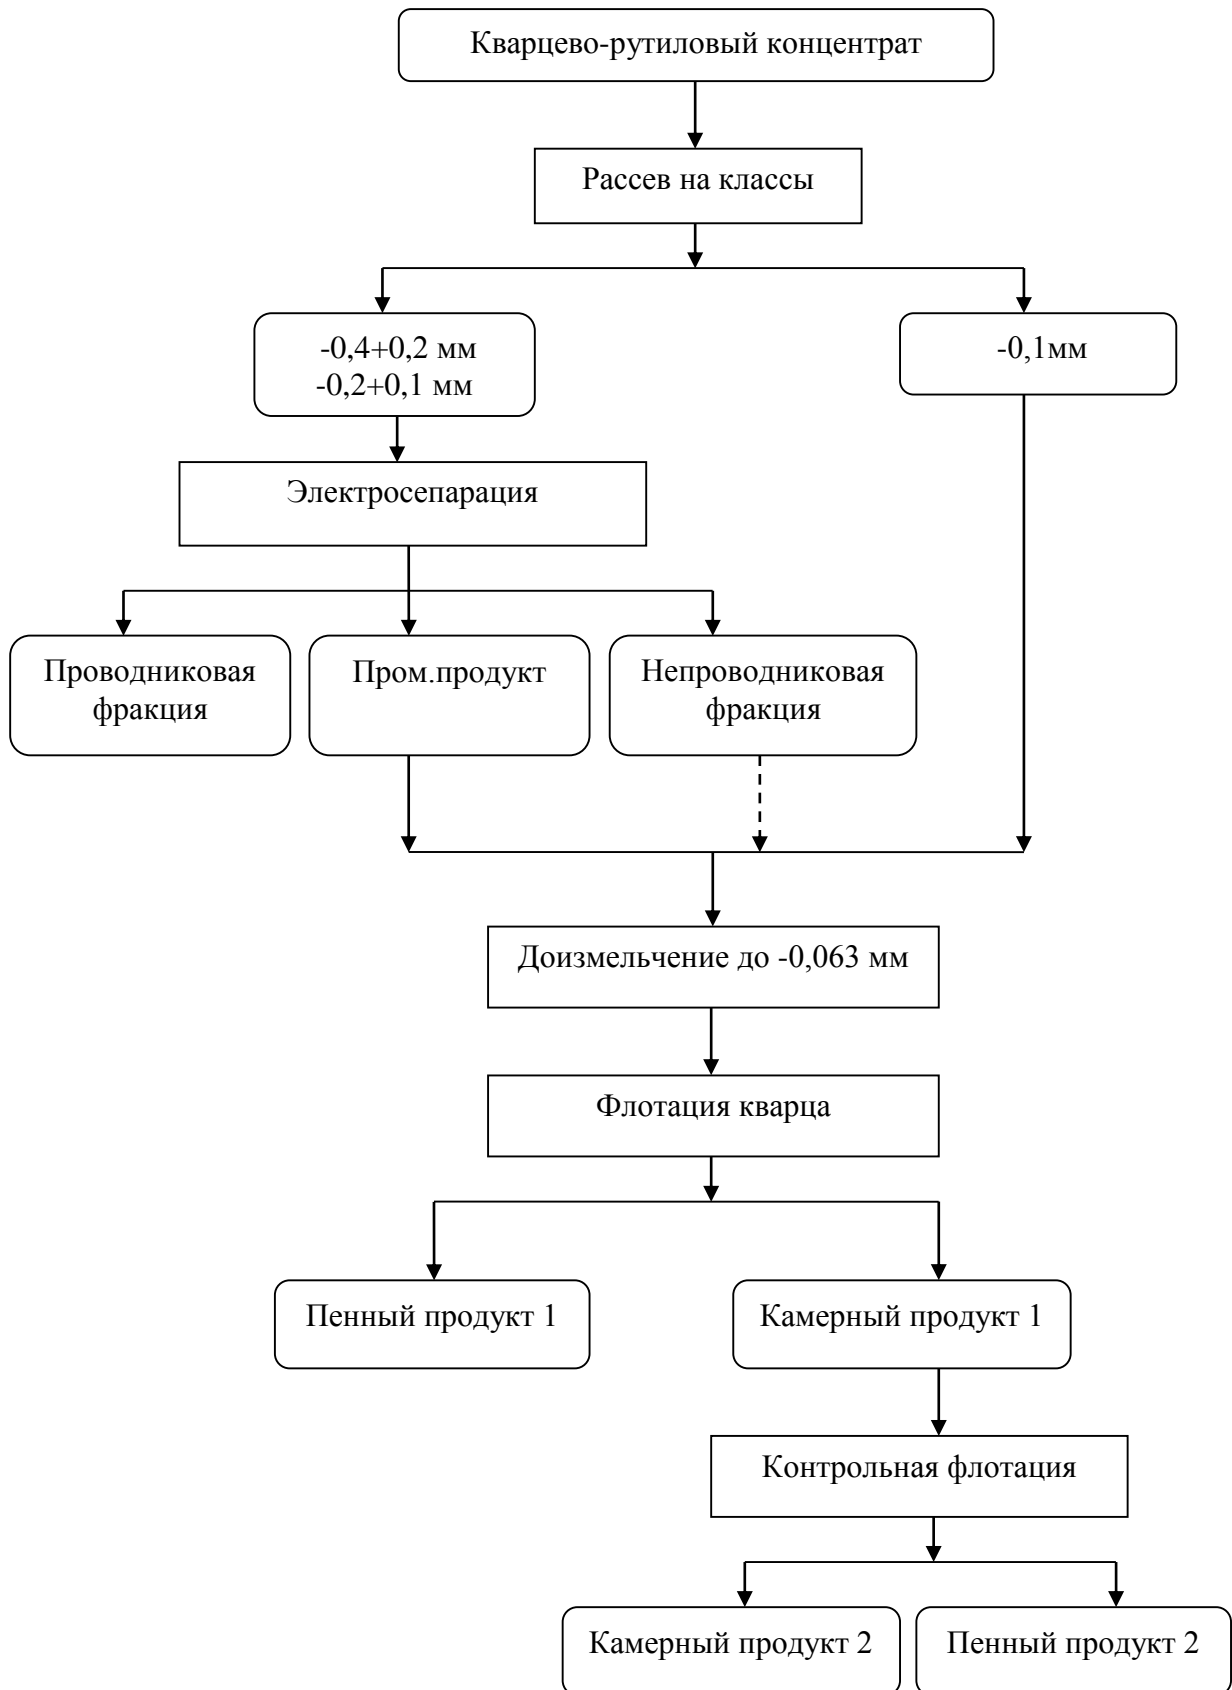 Кварцево-рутиловый концентрат
Рассев на классы
-0,4+0,2 мм
-0,2+0,1 мм
-0,1мм
Электросепарация
Проводниковая
фракция
Пром.продукт
Непроводниковая
фракция
Доизмельчение до -0,063 мм
Флотация кварца
Пенный продукт 1
Камерный продукт 1
Контрольная флотация
Камерный продукт 2
Пенный продукт 2